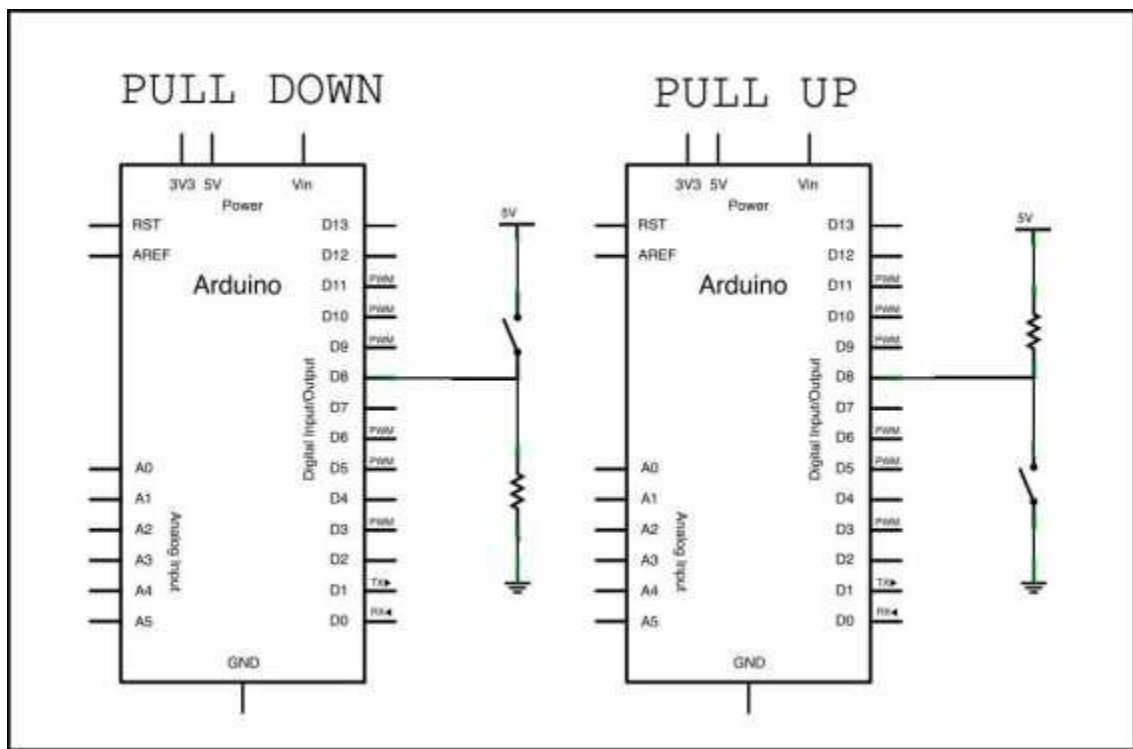 PULL DOWN
3V3 5V Vin
Power
RST
AREF
Arduino
D13
D12
D11 PWM
D10 PWM
D9 PWM
D8
D7
D6 PWM
D5 PWM
D4
D3 PWM
D2
D1 TX▶
D0 RX◀
Digital Input/Output
A0
A1
A2
A3
A4
A5
Analog Input
GND
5V
PULL UP
3V3 5V Vin
Power
RST
AREF
Arduino
D13
D12
D11 PWM
D10 PWM
D9 PWM
D8
D7
D6 PWM
D5 PWM
D4
D3 PWM
D2
D1 TX▶
D0 RX◀
Digital Input/Output
A0
A1
A2
A3
A4
A5
Analog Input
GND
5V